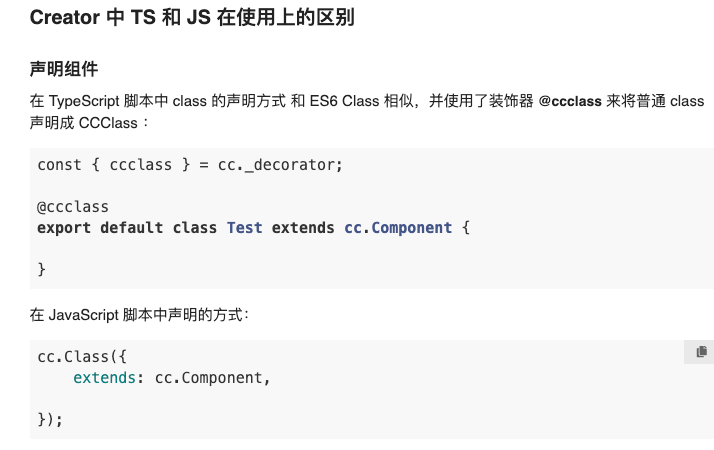 Creator 中 TS 和 JS 在使用上的区别
声明组件
在 TypeScript 脚本中 class 的声明方式 和 ES6 Class 相似，并使用了装饰器 @ccclass 来将普通 class
声明成 CCClass：
const { ccclass } = cc._decorator;
@ccclass
export default class Test extends cc.Component {
}
在 JavaScript 脚本中声明的方式：
cc.Class({
    extends: cc.Component,
});